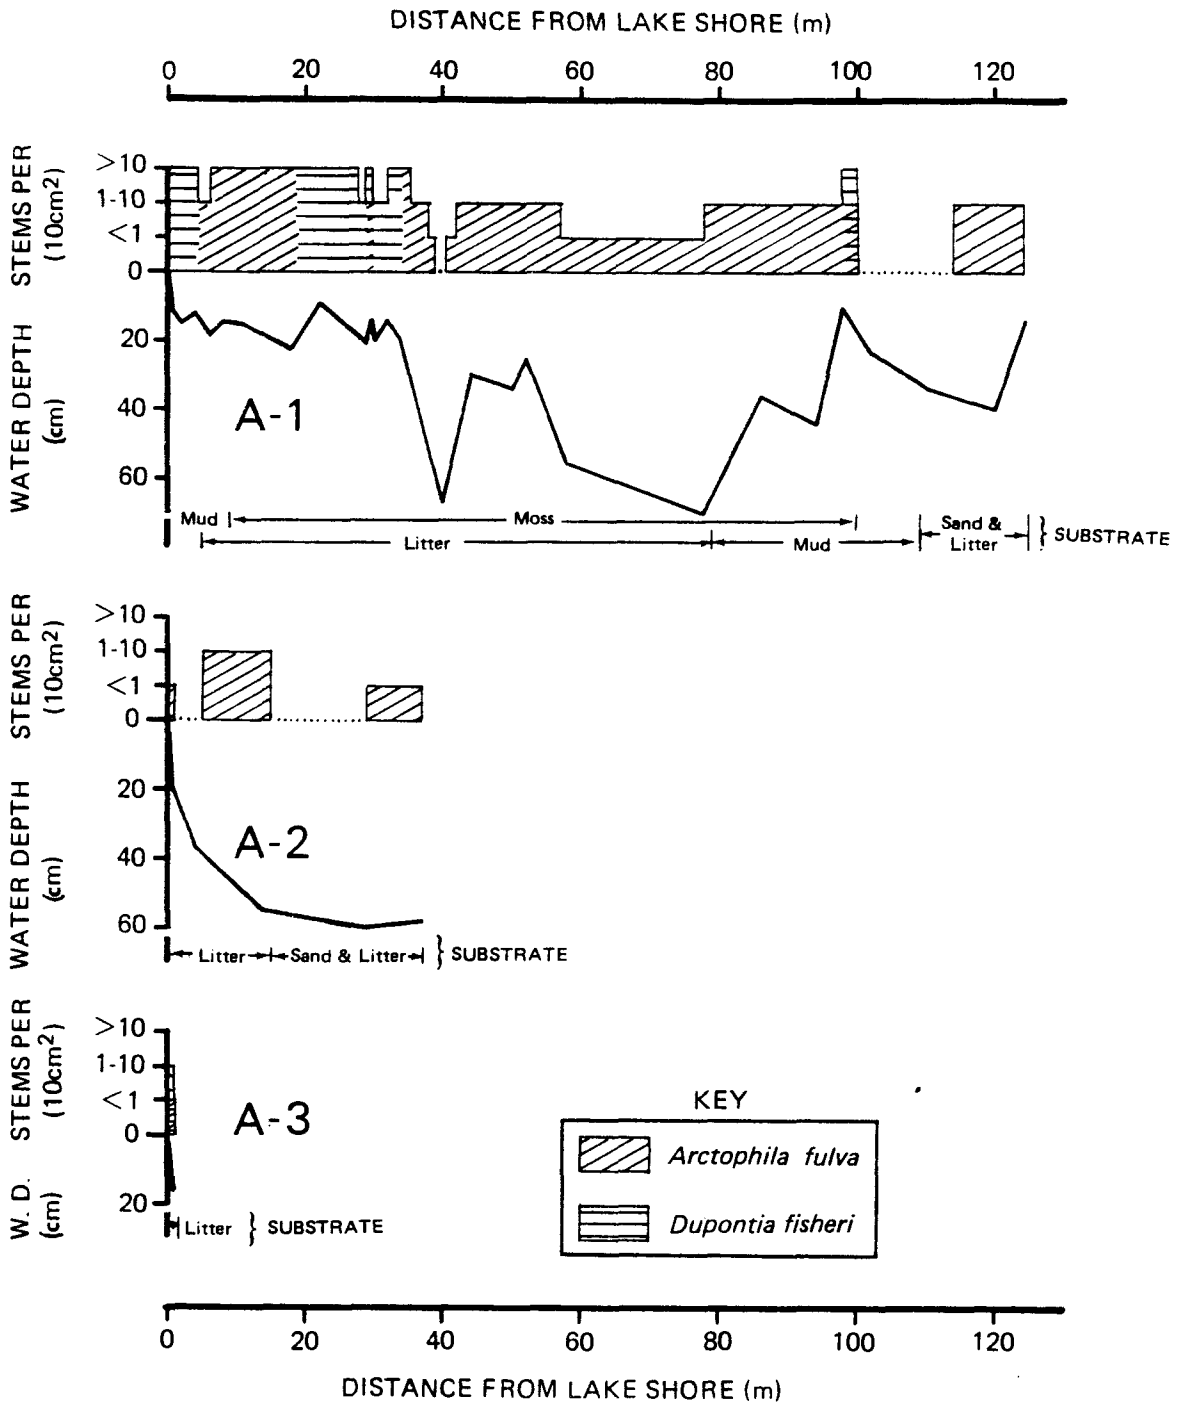 DISTANCE FROM LAKE SHORE (m)
0 20 40 60 80 100 120
STEMS PER
(10cm2)
>10
1-10
<1
0
WATER DEPTH
(cm)
20
40
60
A-1
Mud Moss
Litter Mud
Sand &
Litter
} SUBSTRATE
STEMS PER
(10cm2)
>10
1-10
<1
0
WATER DEPTH
(cm)
20
40
60
A-2
Litter Sand & Litter } SUBSTRATE
STEMS PER
(10cm2)
>10
1-10
<1
0
W. D.
(cm)
20
A-3
Litter } SUBSTRATE
KEY
Arctophila fulva
Dupontia fisheri
0 20 40 60 80 100 120
DISTANCE FROM LAKE SHORE (m)